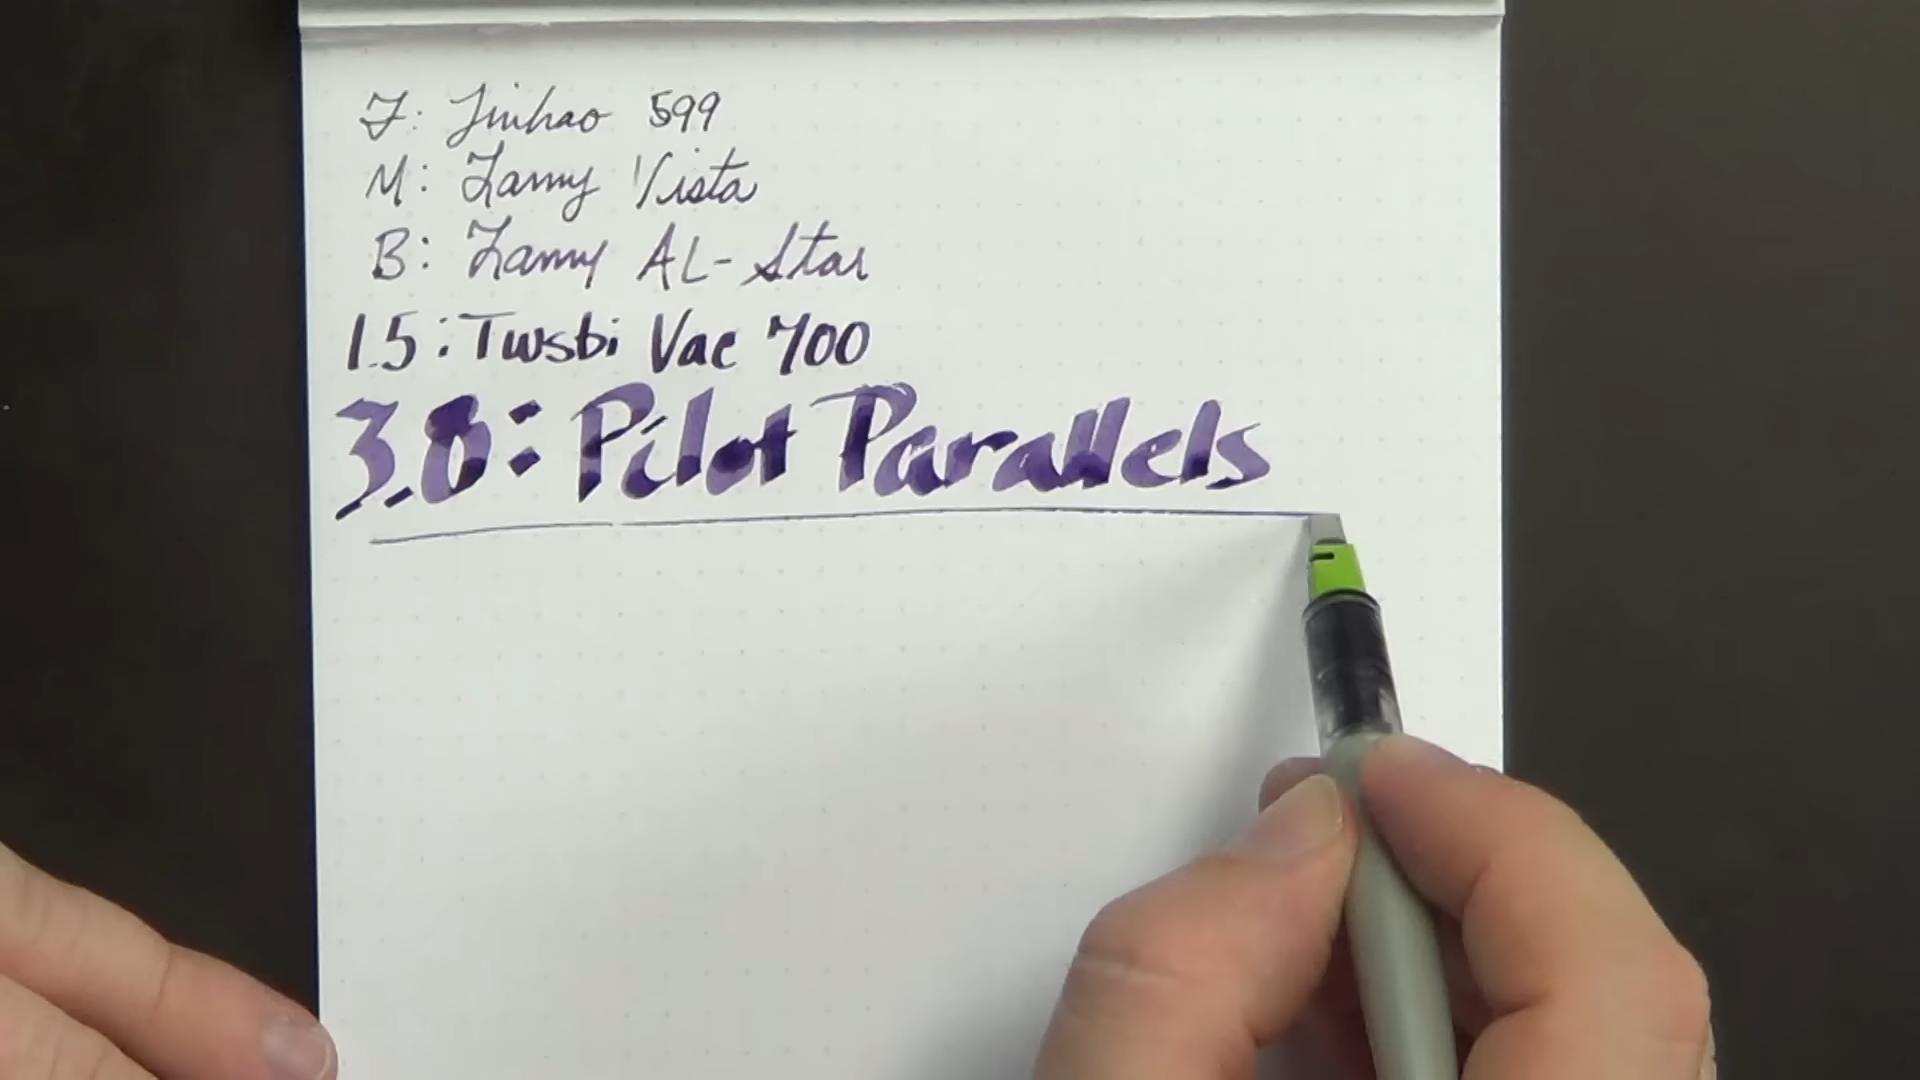 F: Jinhao 599
M: Lamy Vista
B: Lamy AL-Star
1.5: Twsbi Vac 700
3.8: Pilot Parallels